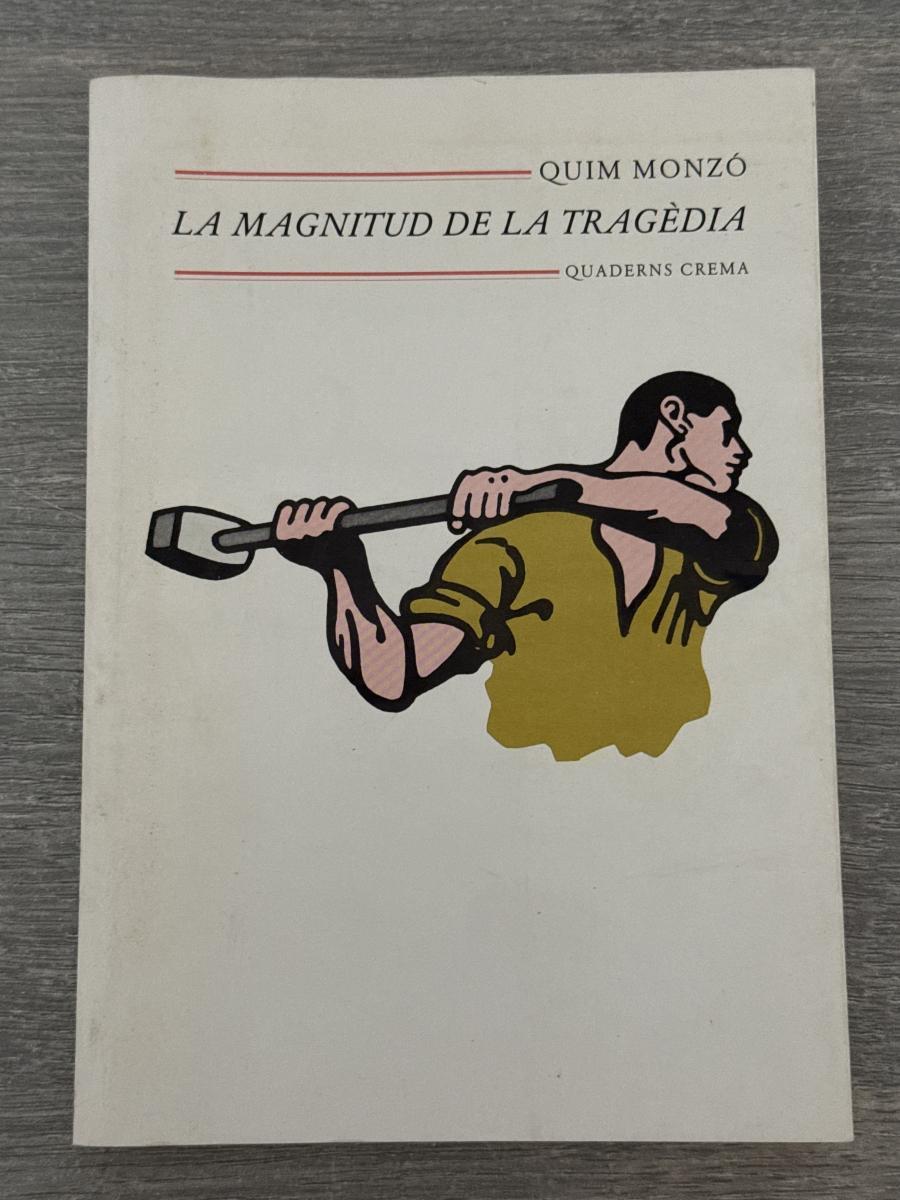 QUIM MONZÓ
LA MAGNITUD DE LA TRAGÈDIA
QUADERNS CREMA